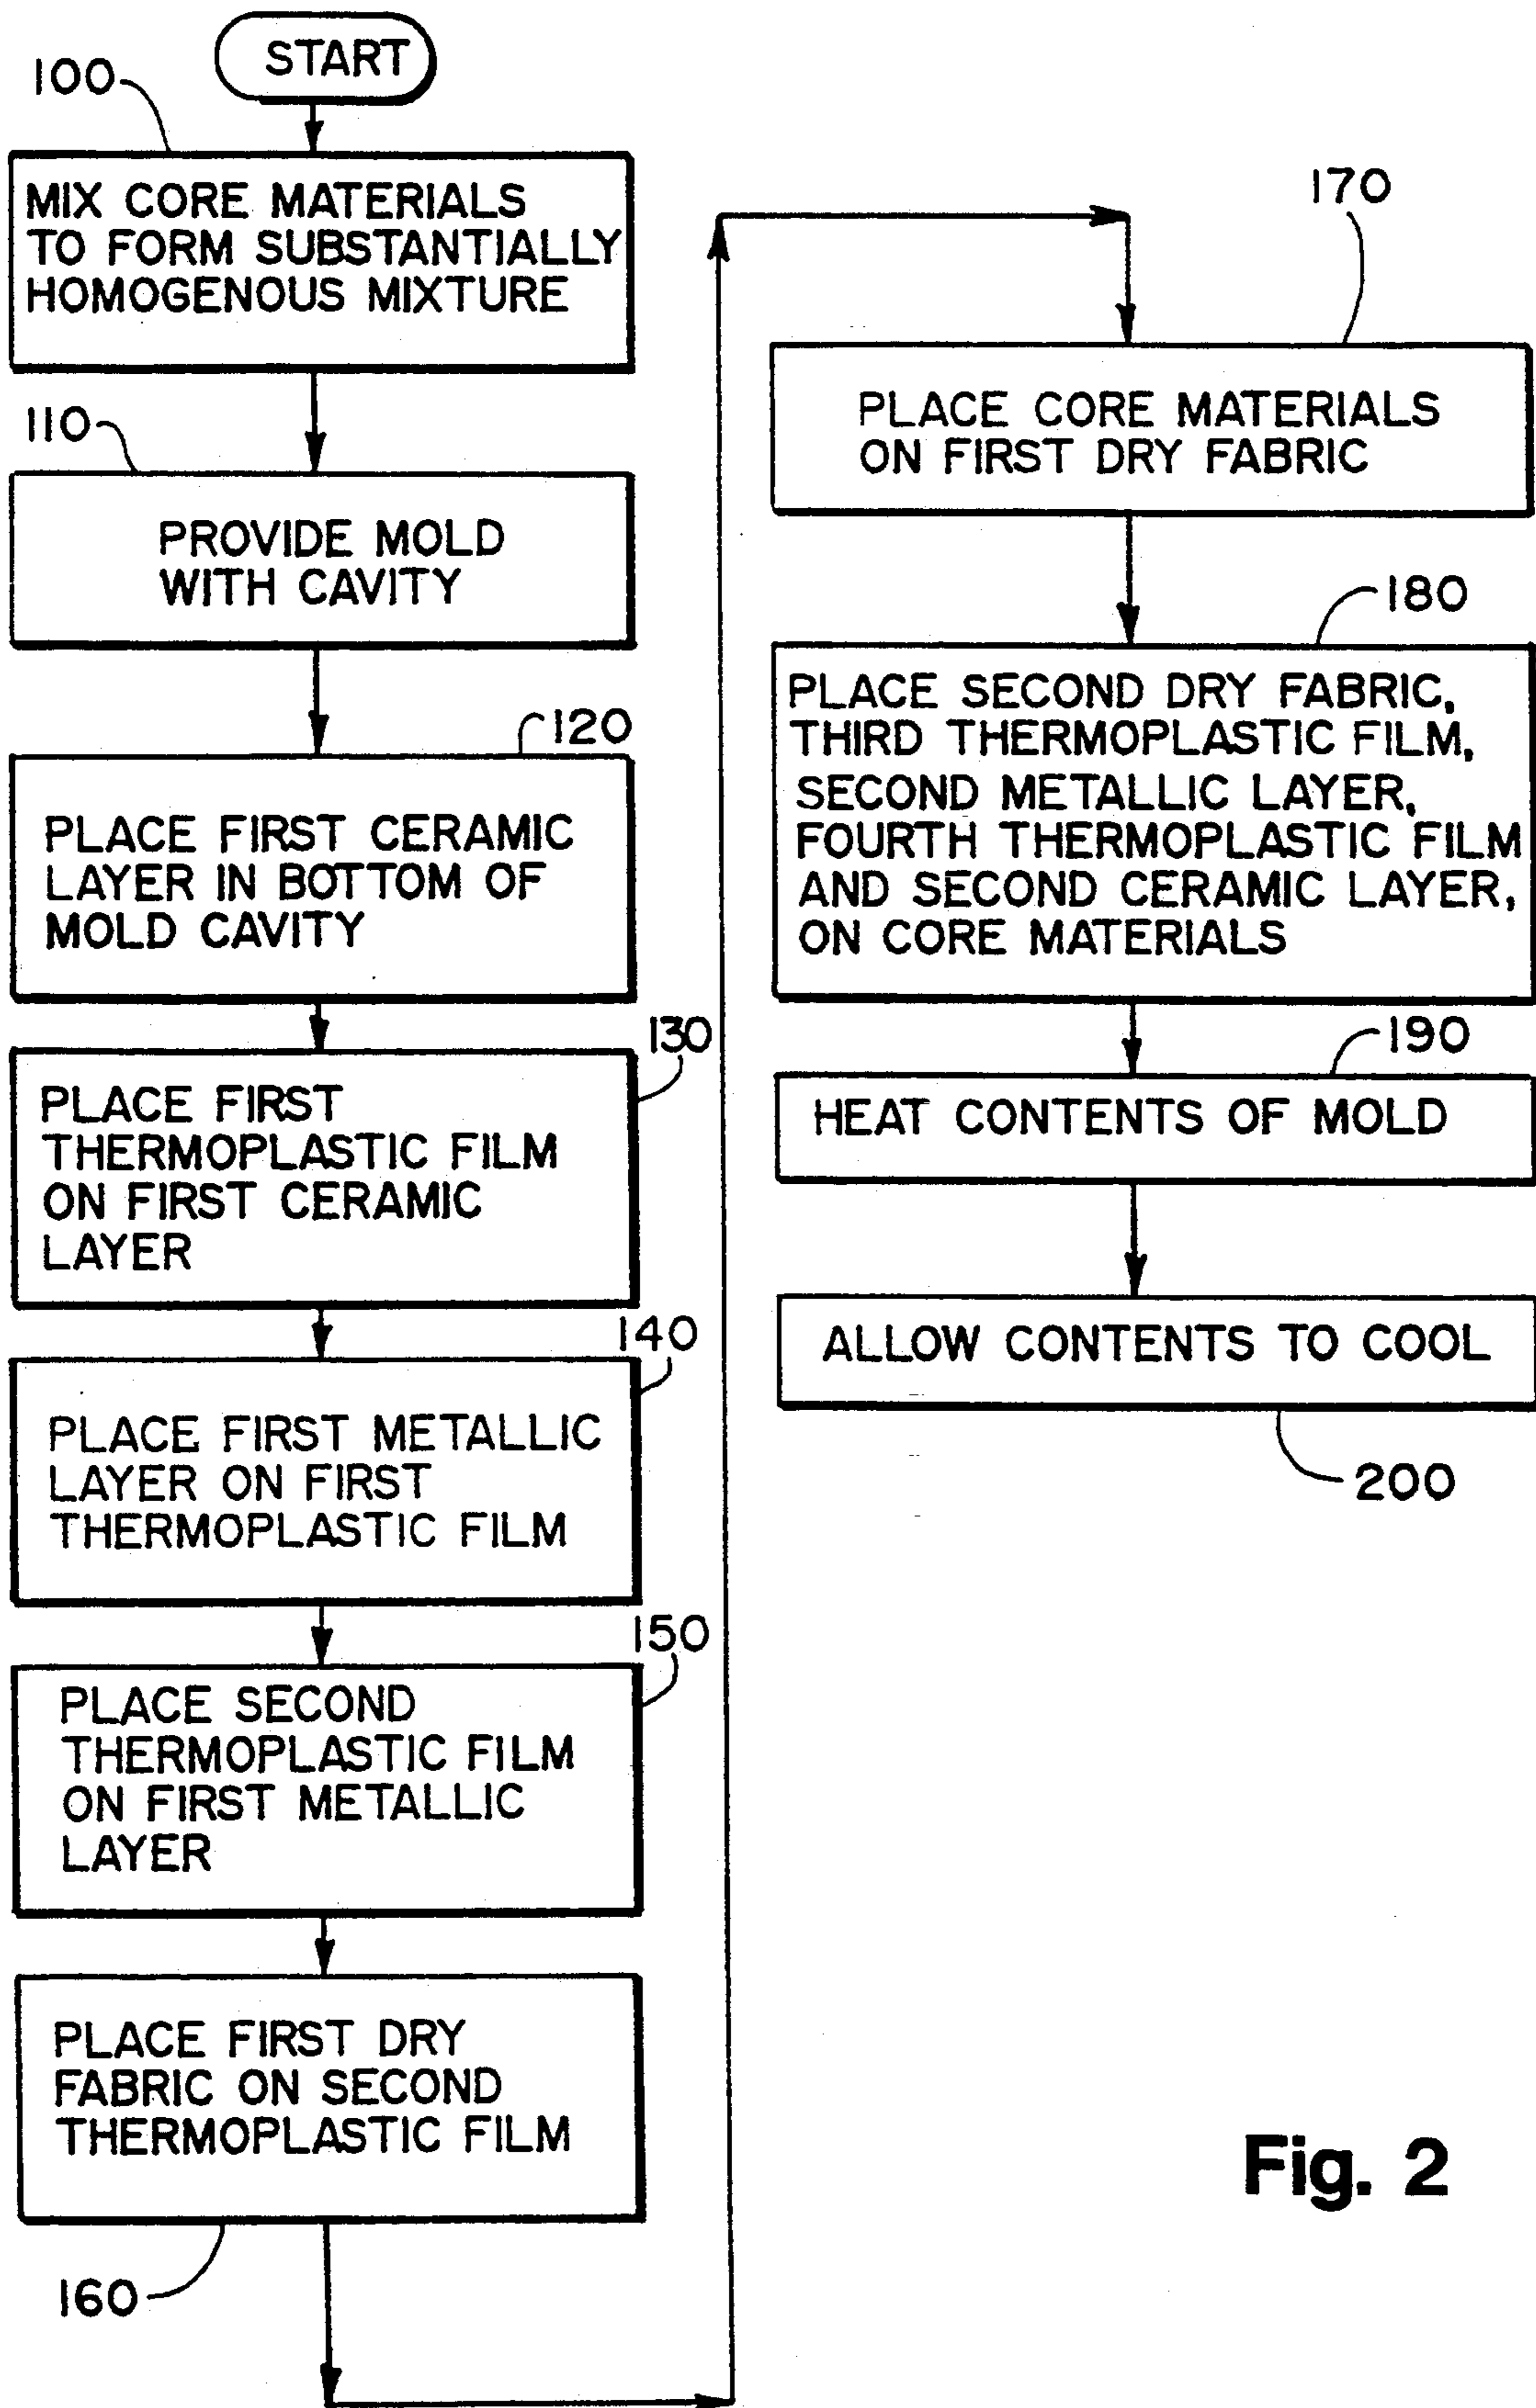 START
100
MIX CORE MATERIALS
TO FORM SUBSTANTIALLY
HOMOGENOUS MIXTURE
110
PROVIDE MOLD
WITH CAVITY
120
PLACE FIRST CERAMIC
LAYER IN BOTTOM OF
MOLD CAVITY
130
PLACE FIRST
THERMOPLASTIC FILM
ON FIRST CERAMIC
LAYER
140
PLACE FIRST METALLIC
LAYER ON FIRST
THERMOPLASTIC FILM
150
PLACE SECOND
THERMOPLASTIC FILM
ON FIRST METALLIC
LAYER
PLACE FIRST DRY
FABRIC ON SECOND
THERMOPLASTIC FILM
160
170
PLACE CORE MATERIALS
ON FIRST DRY FABRIC
180
PLACE SECOND DRY FABRIC,
THIRD THERMOPLASTIC FILM,
SECOND METALLIC LAYER,
FOURTH THERMOPLASTIC FILM
AND SECOND CERAMIC LAYER,
ON CORE MATERIALS
190
HEAT CONTENTS OF MOLD
ALLOW CONTENTS TO COOL
200
Fig. 2